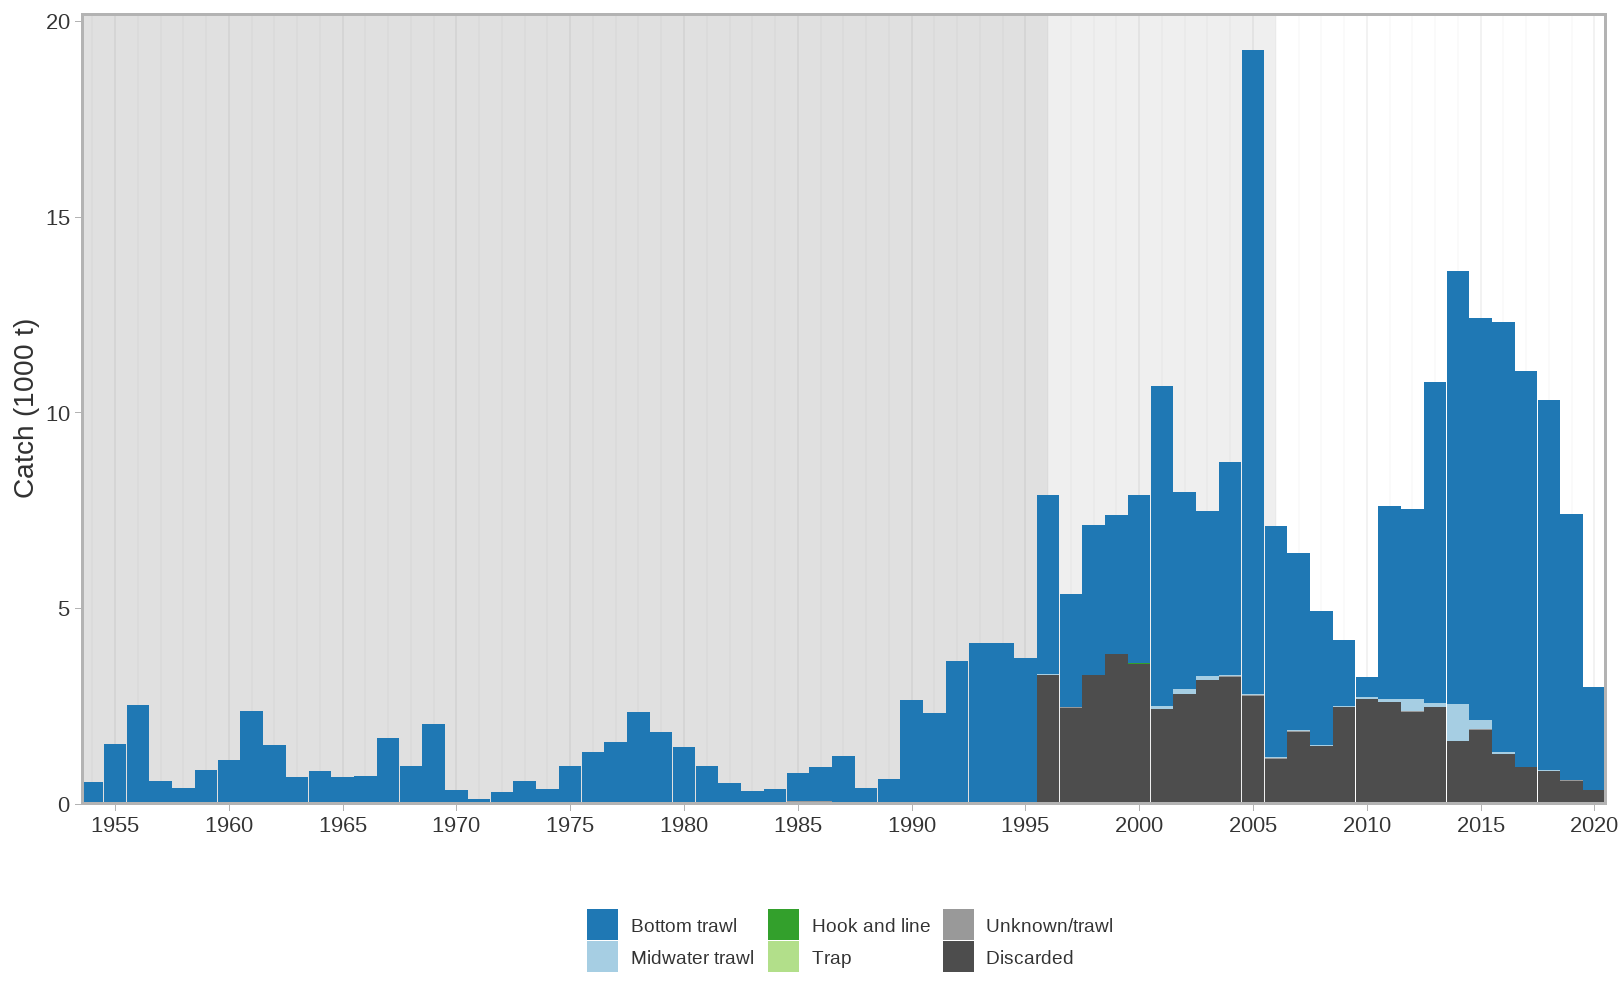 20
15
10
5
0
Catch (1000 t)
1955 1960 1965 1970 1975 1980 1985 1990 1995 2000 2005 2010 2015 2020
Bottom trawl Hook and line Unknown/trawl
Midwater trawl Trap Discarded